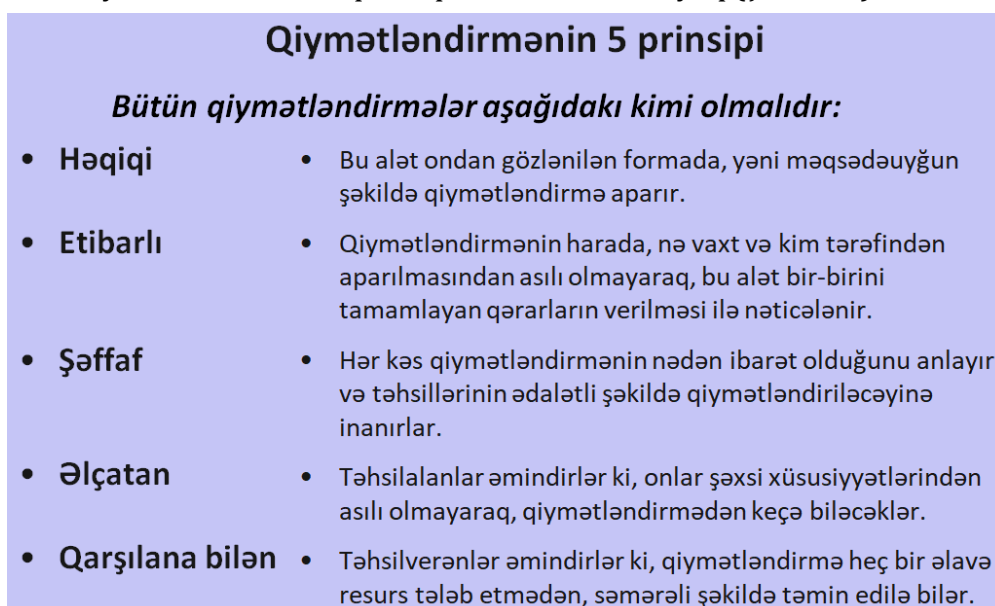 Qiymətləndirmənin 5 prinsipi
Bütün qiymətləndirmələr aşağıdakı kimi olmalıdır:
• Həqiqi • Bu alət ondan gözlənilən formada, yəni məqsədəuyğun
şəkildə qiymətləndirmə aparır.
• Etibarlı • Qiymətləndirmənin harada, nə vaxt və kim tərəfindən
aparılmasından asılı olmayaraq, bu alət bir-birini
tamamlayan qərarların verilməsi ilə nəticələnir.
• Şəffaf • Hər kəs qiymətləndirmənin nədən ibarət olduğunu anlayır
və təhsillərinin ədalətli şəkildə qiymətləndiriləcəyinə
inanırlar.
• Əlçatan • Təhsilalanlar əmindirlər ki, onlar şəxsi xüsusiyyətlərindən
asılı olmayaraq, qiymətləndirmədən keçə biləcəklər.
• Qarşılana bilən • Təhsilverənlər əmindirlər ki, qiymətləndirmə heç bir əlavə
resurs tələb etmədən, səmərəli şəkildə təmin edilə bilər.